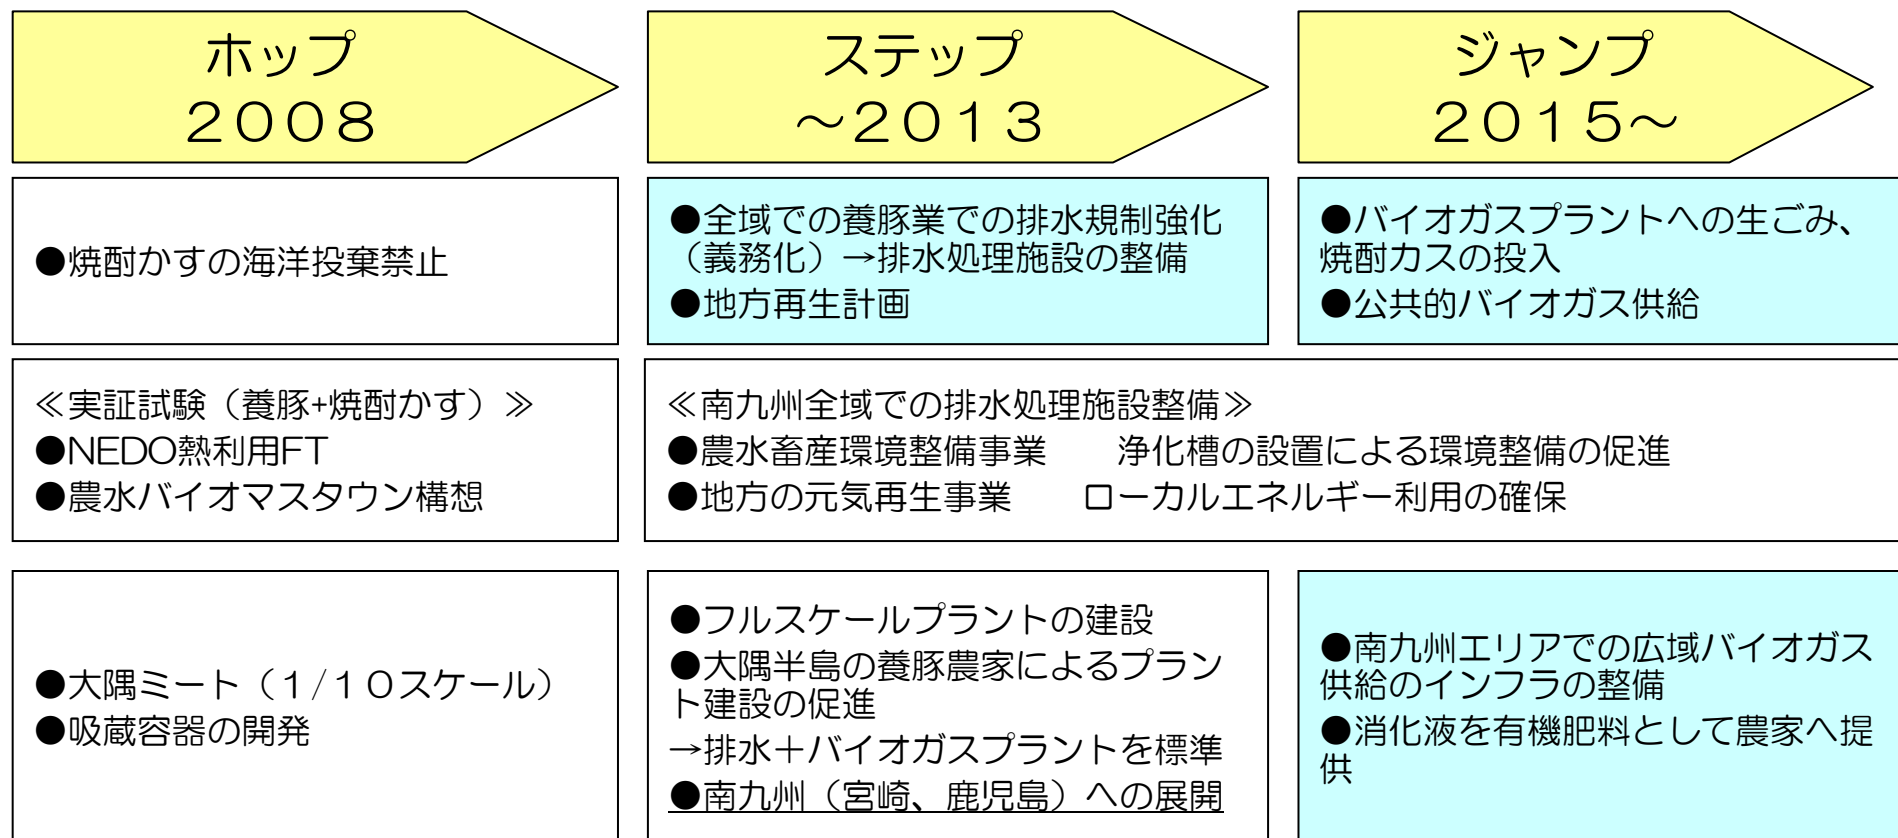 ホップ
２００８
ステップ
～２０１３
ジャンプ
２０１５～
●焼酎かすの海洋投棄禁止
●全域での養豚業での排水規制強化
（義務化）→排水処理施設の整備
●地方再生計画
●バイオガスプラントへの生ごみ、
焼酎カスの投入
●公共的バイオガス供給
≪実証試験（養豚+焼酎かす）≫
●NEDO熱利用FT
●農水バイオマスタウン構想
≪南九州全域での排水処理施設整備≫
●農水畜産環境整備事業　　浄化槽の設置による環境整備の促進
●地方の元気再生事業　　ローカルエネルギー利用の確保
●大隅ミート（１/１０スケール）
●吸蔵容器の開発
●フルスケールプラントの建設
●大隅半島の養豚農家によるプラン
ト建設の促進
→排水＋バイオガスプラントを標準
●南九州（宮崎、鹿児島）への展開
●南九州エリアでの広域バイオガス
供給のインフラの整備
●消化液を有機肥料として農家へ提
供